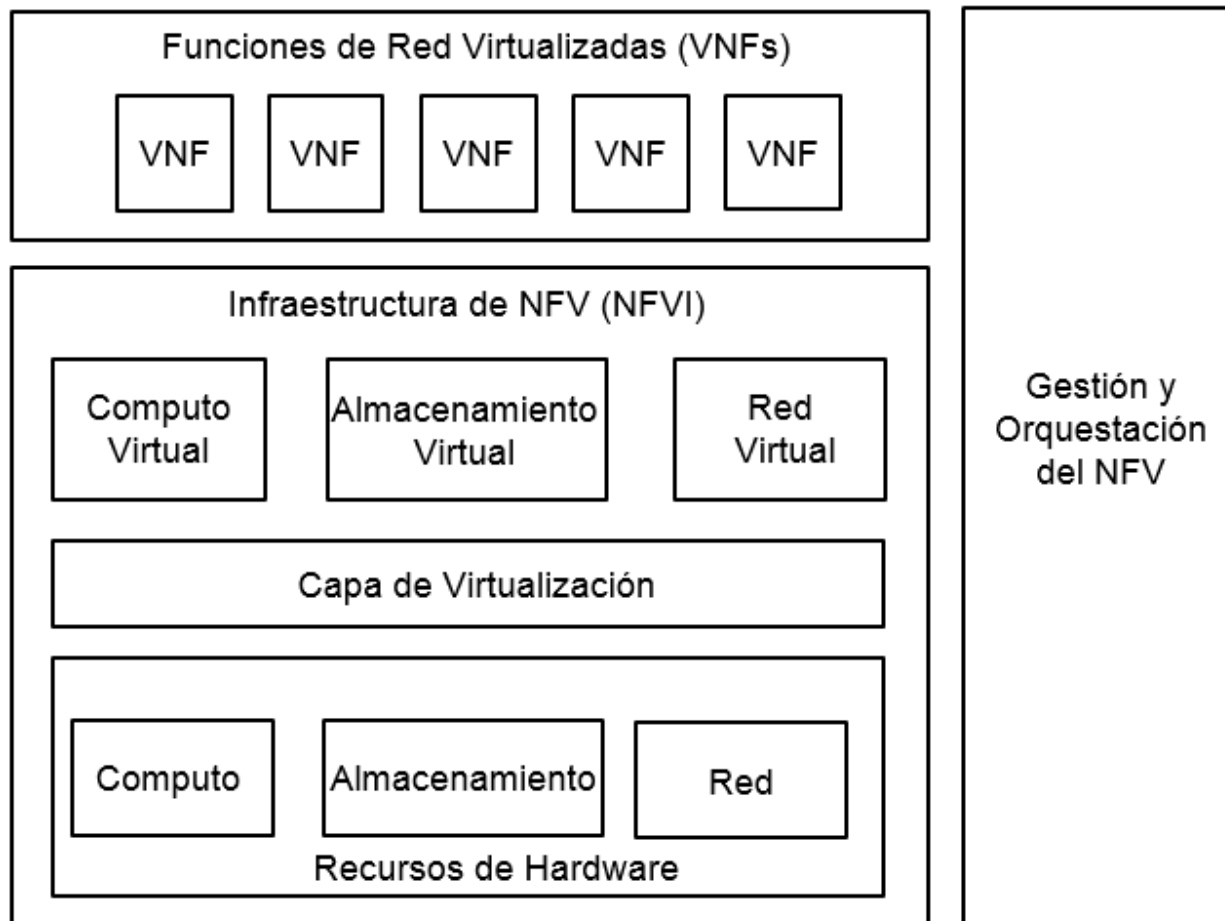 Funciones de Red Virtualizadas (VNFs)
VNF VNF VNF VNF VNF
Infraestructura de NFV (NFVI)
Computo
Virtual
Almacenamiento
Virtual
Red
Virtual
Capa de Virtualización
Computo
Almacenamiento
Red
Recursos de Hardware
Gestión y
Orquestación
del NFV